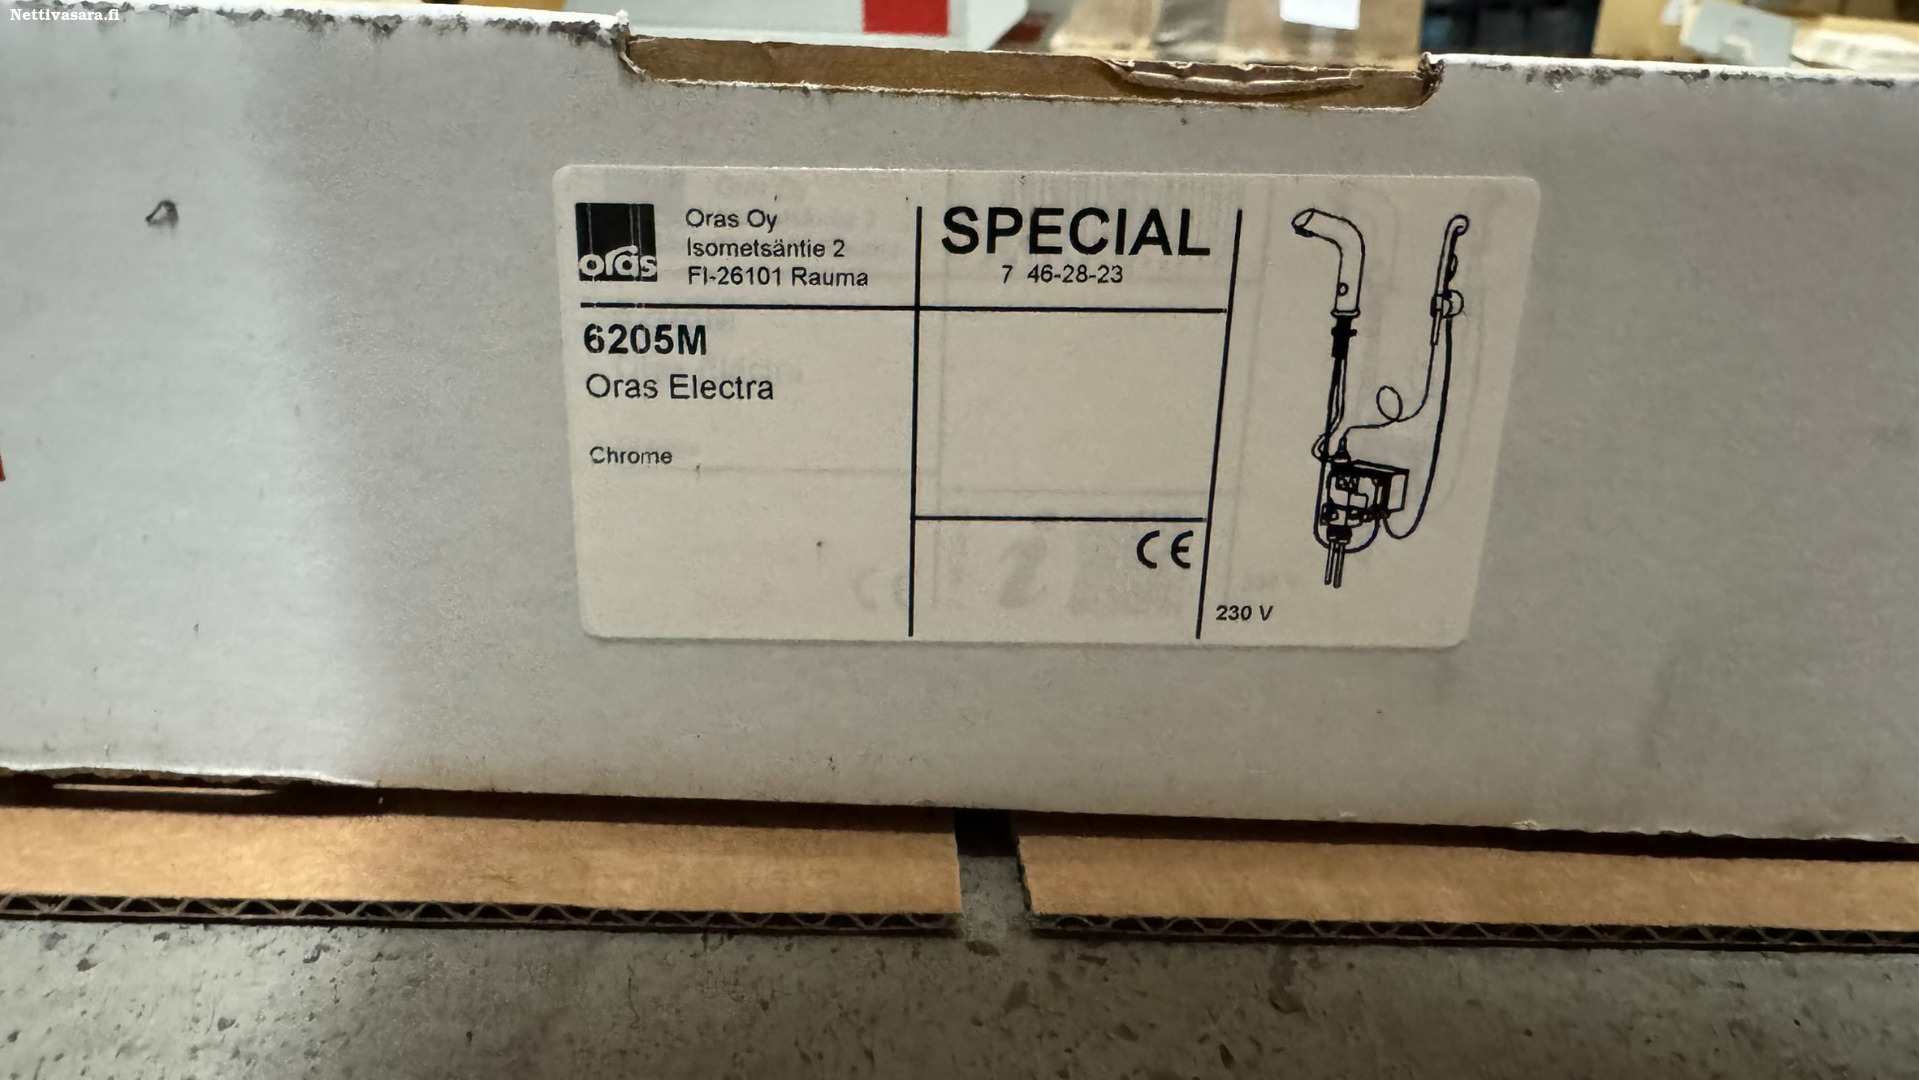 Nettivasara.fi
oras
Oras Oy
Isometsäntie 2
FI-26101 Rauma
SPECIAL
7 46-28-23
6205M
Oras Electra
Chrome
CE
230 V